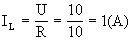 I_L = U/R = 10/10 = 1(A)